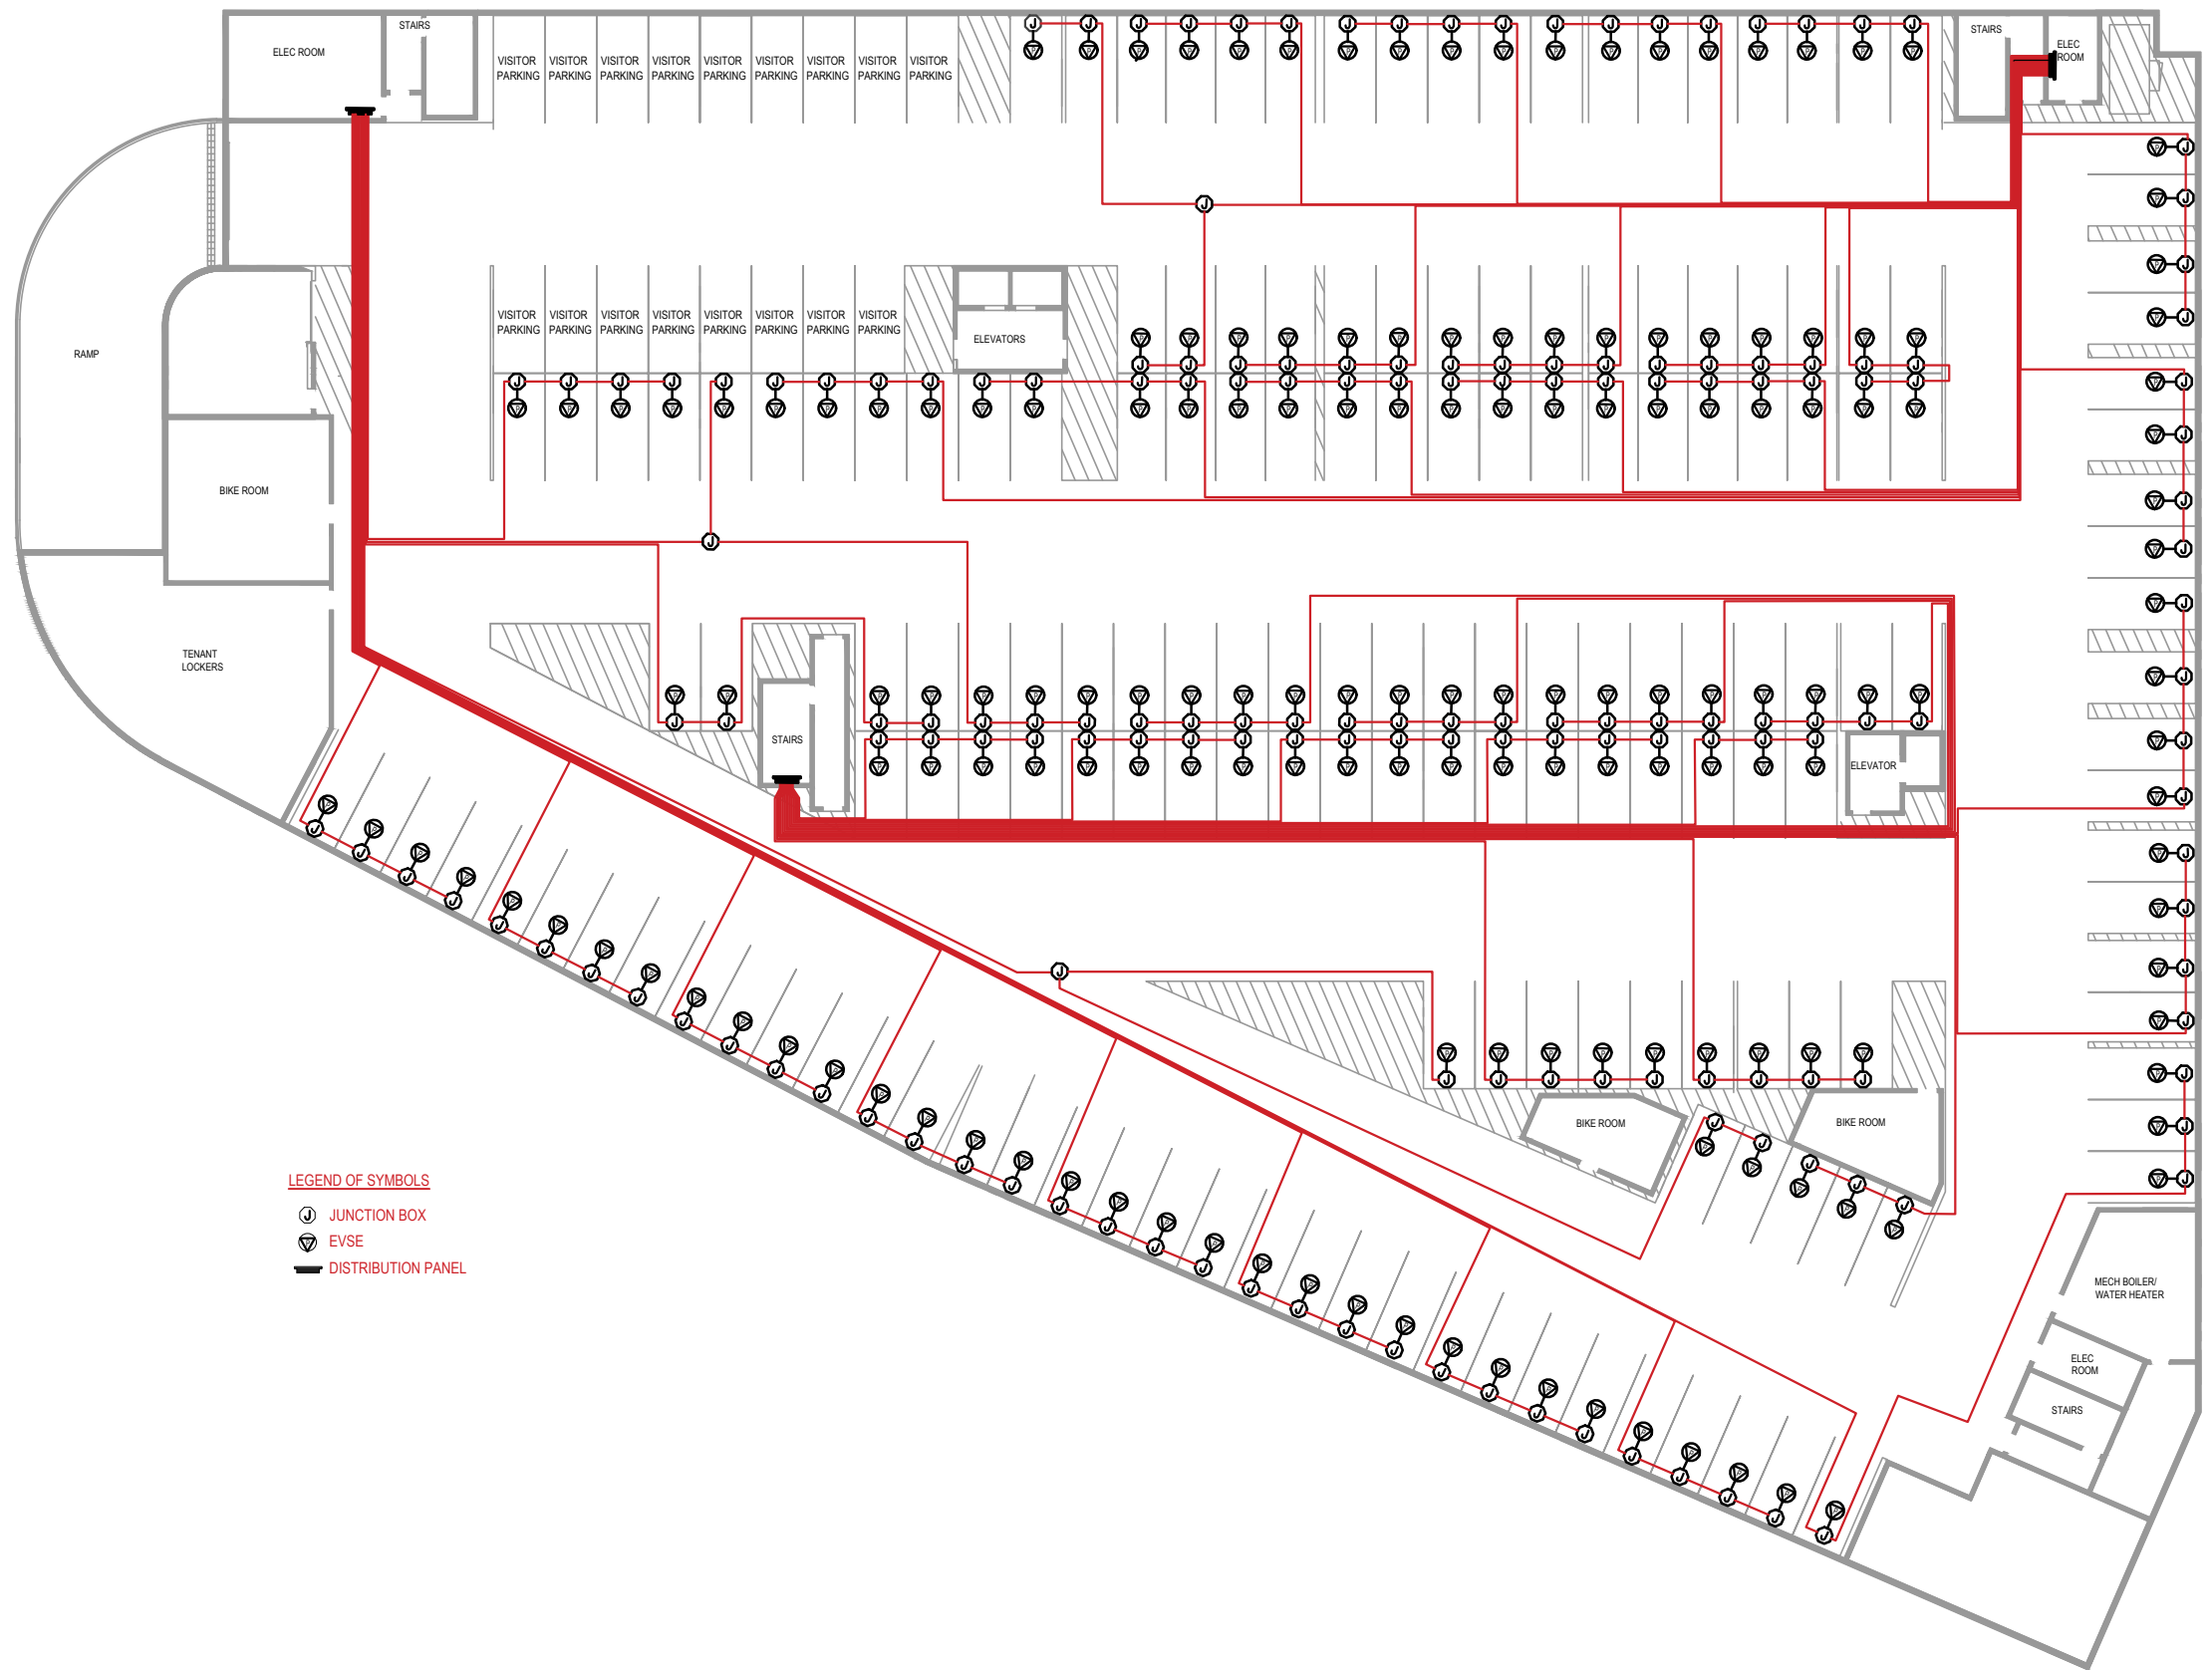 STAIRS
ELEC ROOM
VISITOR PARKING
VISITOR PARKING
VISITOR PARKING
VISITOR PARKING
VISITOR PARKING
VISITOR PARKING
VISITOR PARKING
VISITOR PARKING
VISITOR PARKING
STAIRS
ELEC
ROOM
VISITOR PARKING
VISITOR PARKING
VISITOR PARKING
VISITOR PARKING
VISITOR PARKING
VISITOR PARKING
VISITOR PARKING
VISITOR PARKING
ELEVATORS
RAMP
BIKE ROOM
TENANT
LOCKERS
STAIRS
ELEVATOR
BIKE ROOM
BIKE ROOM
LEGEND OF SYMBOLS
J JUNCTION BOX
EVSE
DISTRIBUTION PANEL
MECH BOILER/
WATER HEATER
ELEC
ROOM
STAIRS